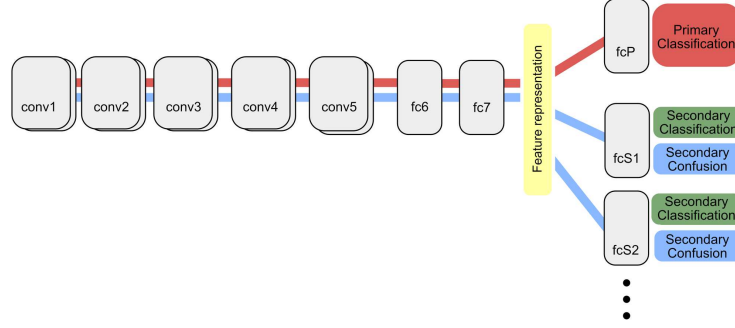 conv1
conv2
conv3
conv4
conv5
fc6
fc7
Feature representation
fcP
Primary
Classification
fcS1
Secondary
Classification
Secondary
Confusion
fcS2
Secondary
Classification
Secondary
Confusion